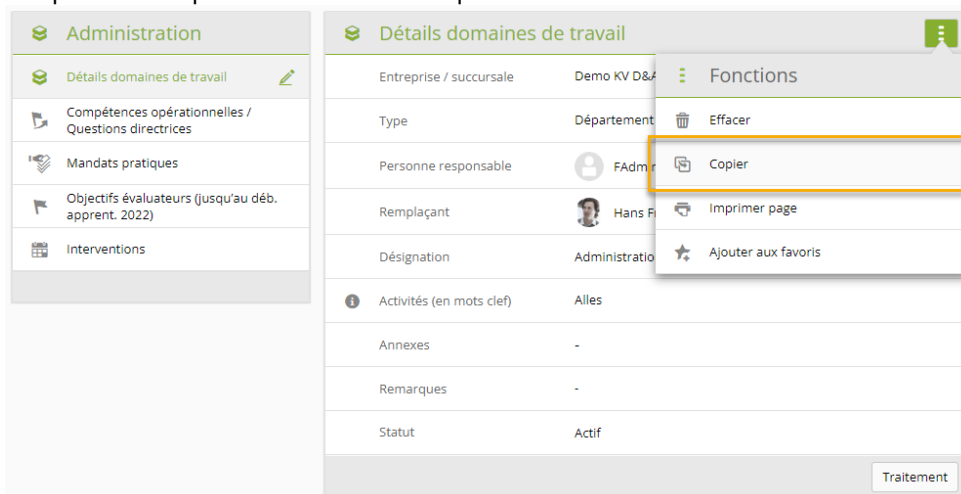 Administration
Détails domaines de travail
Compétences opérationnelles /
Questions directrices
Mandats pratiques
Objectifs évaluateurs (jusqu'au déb.
apprent. 2022)
Interventions
Détails domaines de travail
Entreprise / succursale Demo KV D&A
Type Département
Personne responsable FAdmin
Remplaçant Hans Fr
Désignation Administratio
Activités (en mots clef) Alles
Annexes -
Remarques -
Statut Actif
Traitement
Fonctions
Effacer
Copier
Imprimer page
Ajouter aux favoris